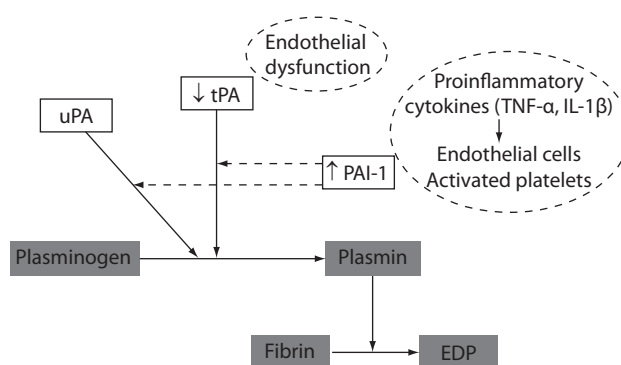 Endothelial
dysfunction
↓ tPA
Proinflammatory
cytokines (TNF-α, IL-1β)
uPA
Endothelial cells
Activated platelets
↑ PAI-1
Plasminogen
Plasmin
Fibrin
EDP